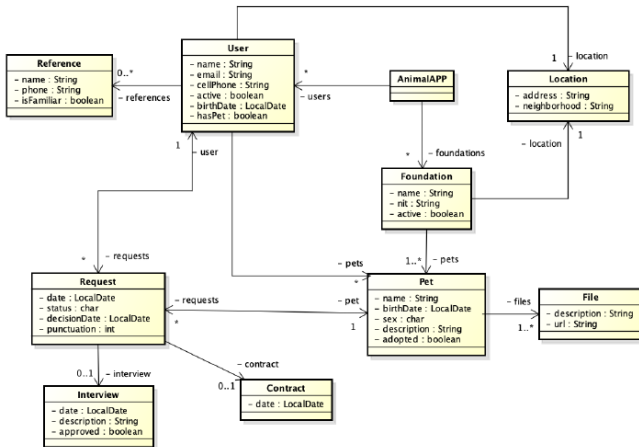 User
- name : String
- email : String
- cellPhone : String
- active : boolean
- birthDate : LocalDate
- hasPet : boolean
Reference
- name : String
- phone : String
- isFamiliar : boolean
0..*
- references
AnimalAPP
*
- users
1
- location
Location
- address : String
- neighborhood : String
1
- location
1
- user
*
- foundations
Foundation
- name : String
- nit : String
- active : boolean
*
- requests
- pets
*
1..*
- pets
Request
- date : LocalDate
- status : char
- decisionDate : LocalDate
- punctuation : int
- requests
*
- pet
1
Pet
- name : String
- birthDate : LocalDate
- sex : char
- description : String
- adopted : boolean
- files
1..*
File
- description : String
- url : String
0..1
- interview
- contract
0..1
Interview
- date : LocalDate
- description : String
- approved : boolean
Contract
- date : LocalDate